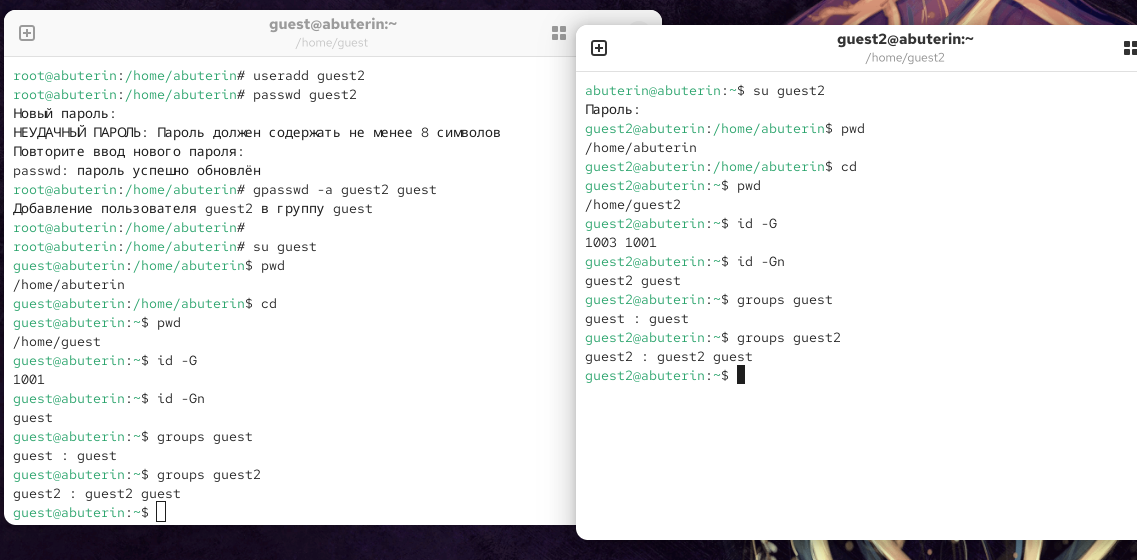 guest@abuterin:~
/home/guest
root@abuterin:/home/abuterin# useradd guest2
root@abuterin:/home/abuterin# passwd guest2
Новый пароль:
НЕУДАЧНЫЙ ПАРОЛЬ: Пароль должен содержать не менее 8 символов
Повторите ввод нового пароля:
passwd: пароль успешно обновлён
root@abuterin:/home/abuterin# gpasswd -a guest2 guest
Добавление пользователя guest2 в группу guest
root@abuterin:/home/abuterin#
root@abuterin:/home/abuterin# su guest
guest@abuterin:/home/abuterin$ pwd
/home/abuterin
guest@abuterin:/home/abuterin$ cd
guest@abuterin:~$ pwd
/home/guest
guest@abuterin:~$ id -G
1001
guest@abuterin:~$ id -Gn
guest
guest@abuterin:~$ groups guest
guest : guest
guest@abuterin:~$ groups guest2
guest2 : guest2 guest
guest@abuterin:~$
guest2@abuterin:~
/home/guest2
abuterin@abuterin:~$ su guest2
Пароль:
guest2@abuterin:/home/abuterin$ pwd
/home/abuterin
guest2@abuterin:/home/abuterin$ cd
guest2@abuterin:~$ pwd
/home/guest2
guest2@abuterin:~$ id -G
1003 1001
guest2@abuterin:~$ id -Gn
guest2 guest
guest2@abuterin:~$ groups guest
guest : guest
guest2@abuterin:~$ groups guest2
guest2 : guest2 guest
guest2@abuterin:~$